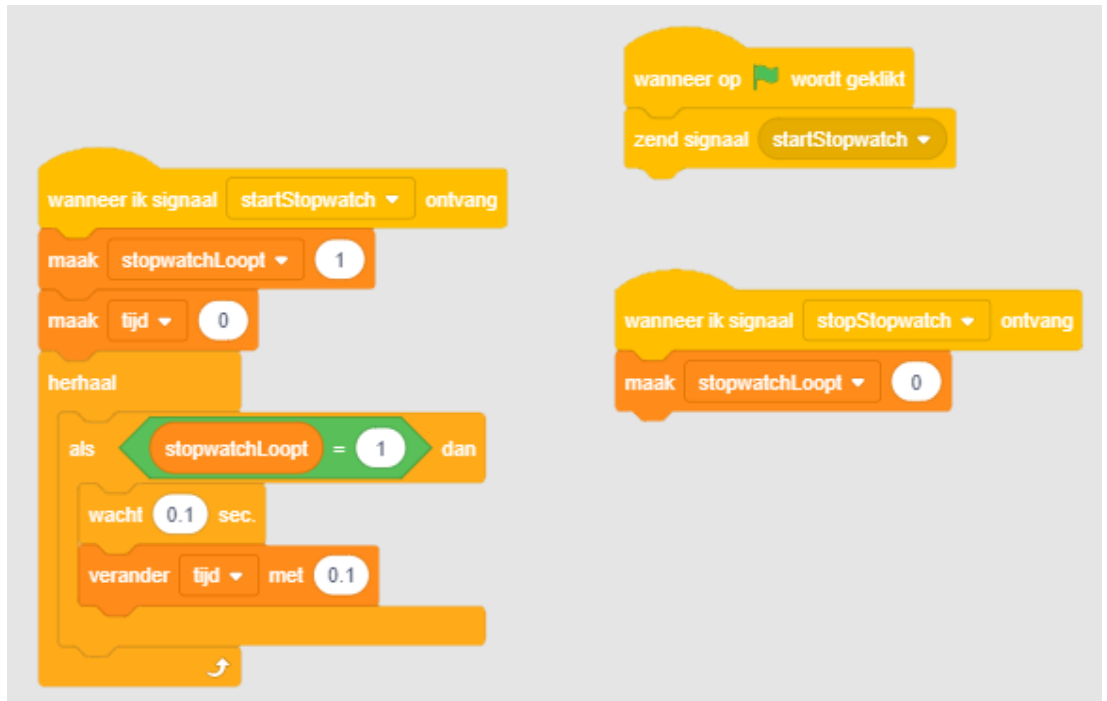 wanneer op wordt geklikt
zend signaal startStopwatch
wanneer ik signaal startStopwatch ontvang
maak stopwatchLoopt 1
maak tijd 0
herhaal
als stopwatchLoopt = 1 dan
wacht 0.1 sec.
verander tijd met 0.1
wanneer ik signaal stopStopwatch ontvang
maak stopwatchLoopt 0